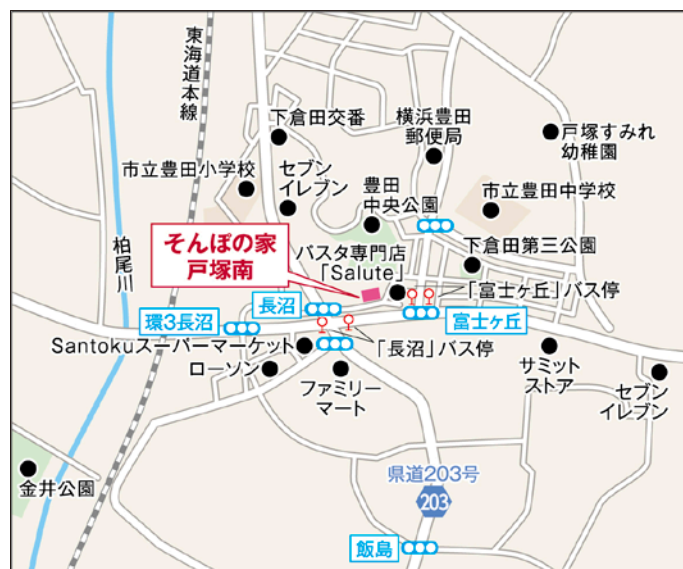 東海道本線
下倉田交番
横浜豊田
郵便局
戸塚すみれ
幼稚園
市立豊田小学校
セブン
イレブン
豊田
中央公園
市立豊田中学校
柏尾川
そんぽの家
戸塚南
パスタ専門店
「Salute」
下倉田第三公園
「富士ヶ丘」バス停
長沼
環3長沼
富士ヶ丘
Santokuスーパーマーケット
「長沼」バス停
ローソン
ファミリー
マート
サミット
ストア
セブン
イレブン
金井公園
県道203号
203
飯島